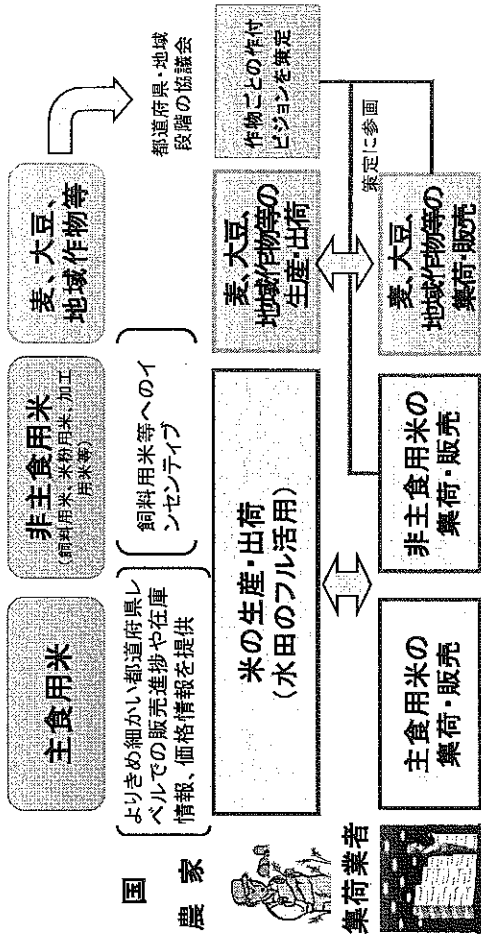 主食用米
非主食用米
(飼料用米、米粉用米、加工
用米等)
麦、大豆、
地域作物等
国
よりきめ細かい都道府県レ
ベルでの販売進捗や在庫
情報、価格情報を提供
飼料用米等へのイ
ンセンティブ
都道府県・地域
段階の協議会
農家
米の生産・出荷
(水田のフル活用)
麦、大豆、
地域作物等の
生産・出荷
作物ごとの作付
ビジョンを策定
策定に参画
集荷業者
主食用米の
集荷・販売
非主食用米の
集荷・販売
麦、大豆、
地域作物等の
集荷・販売